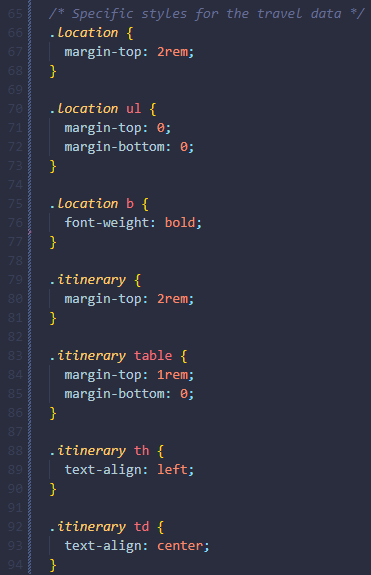 65 /* Specific styles for the travel data */
66 .location {
67 margin-top: 2rem;
68 }
69
70 .location ul {
71 margin-top: 0;
72 margin-bottom: 0;
73 }
74
75 .location b {
76 font-weight: bold;
77 }
78
79 .itinerary {
80 margin-top: 2rem;
81 }
82
83 .itinerary table {
84 margin-top: 1rem;
85 margin-bottom: 0;
86 }
87
88 .itinerary th {
89 text-align: left;
90 }
91
92 .itinerary td {
93 text-align: center;
94 }